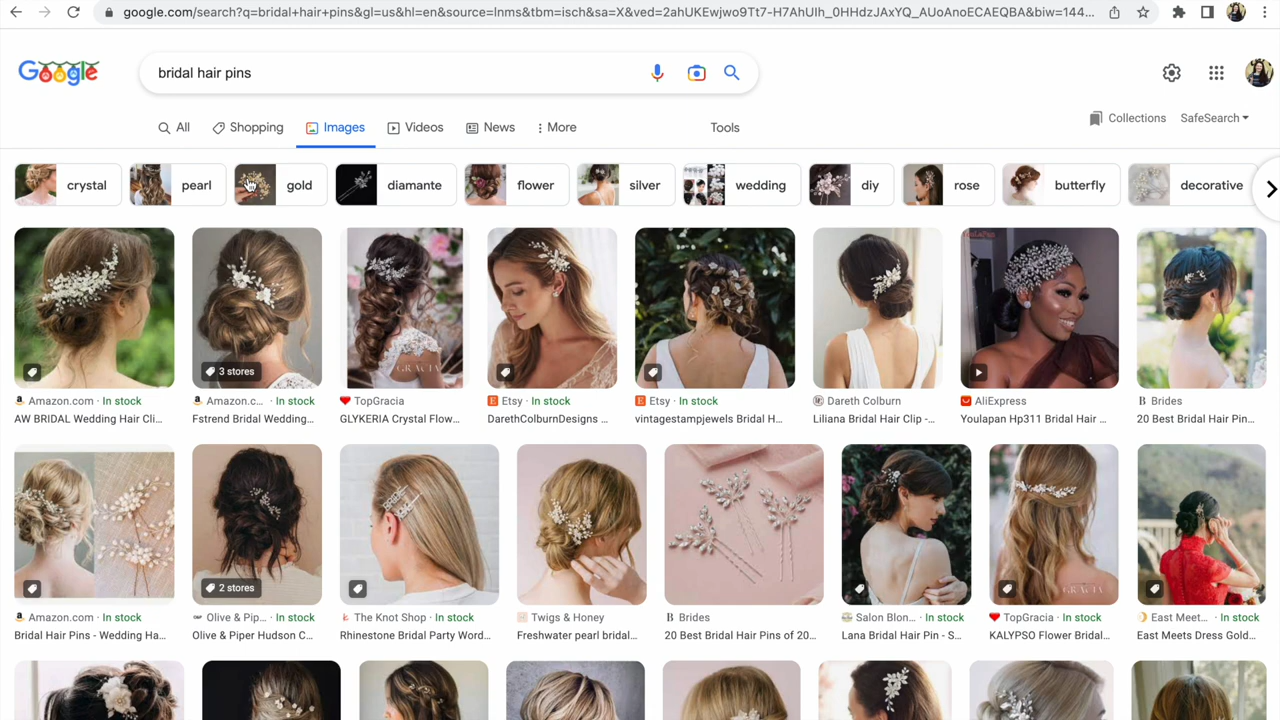 google.com/search?q=bridal+hair+pins&gl=us&hl=en&source=lnms&tbm=isch&sa=X&ved=2ahUKEwjwo9Tt7-H7AhUIh_0HHdzJAxYQ_AUoAnoECAEQBA&biw=144...
Google
bridal hair pins
All
Shopping
Images
Videos
News
More
Tools
Collections
SafeSearch
crystal
pearl
gold
diamante
flower
silver
wedding
diy
rose
butterfly
decorative
3 stores
GRACIA
Amazon.com · In stock
Amazon.c... · In stock
TopGracia
Etsy · In stock
Etsy · In stock
Dareth Colburn
AliExpress
Brides
AW BRIDAL Wedding Hair Cli...
Fstrend Bridal Wedding...
GLYKERIA Crystal Flow...
DarethColburnDesigns ...
vintagestampjewels Bridal H...
Liliana Bridal Hair Clip -...
Youlapan Hp311 Bridal Hair ...
20 Best Bridal Hair Pin...
2 stores
GRACIA
Amazon.com · In stock
Olive & Pip... · In stock
The Knot Shop · In stock
Twigs & Honey
Brides
Salon Blon... · In stock
TopGracia · In stock
East Meet... · In stock
Bridal Hair Pins - Wedding Ha...
Olive & Piper Hudson C...
Rhinestone Bridal Party Word...
Freshwater pearl bridal...
20 Best Bridal Hair Pins of 20...
Lana Bridal Hair Pin - S...
KALYPSO Flower Bridal...
East Meets Dress Gold...